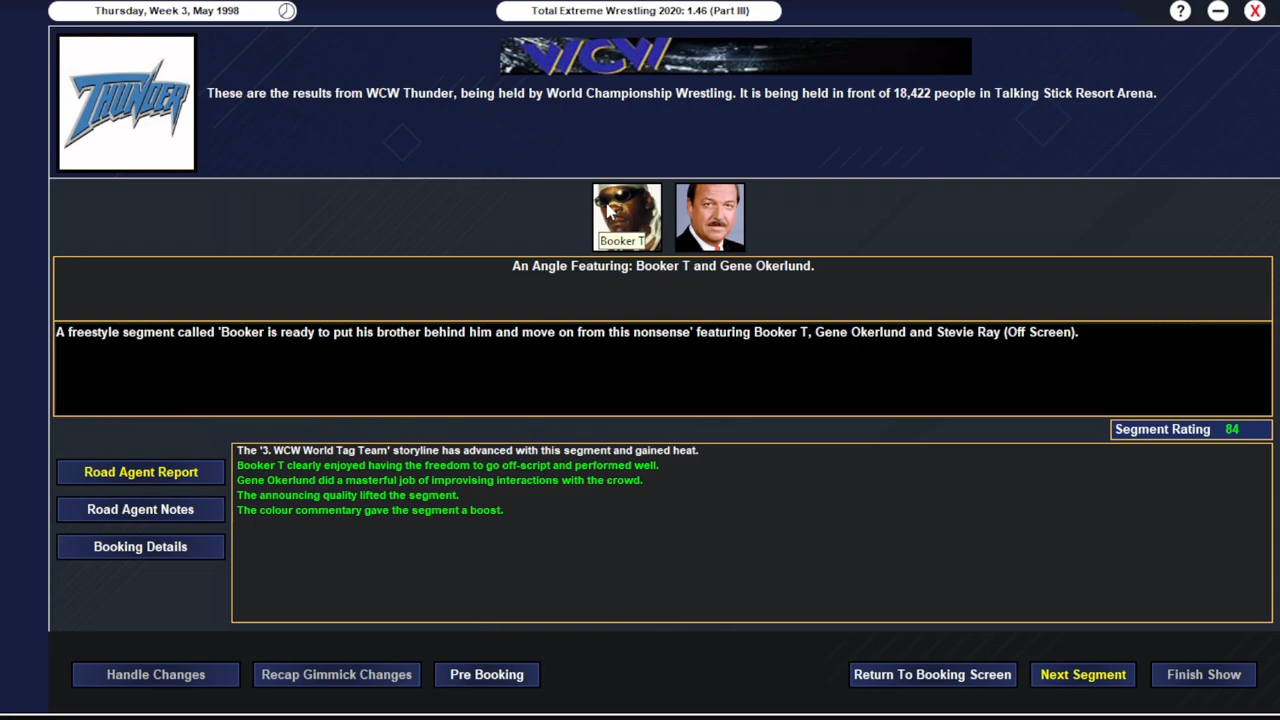 Thursday, Week 3, May 1998
Total Extreme Wrestling 2020: 1.46 (Part III)
?
X
THUNDER
WCW
These are the results from WCW Thunder, being held by World Championship Wrestling. It is being held in front of 18,422 people in Talking Stick Resort Arena.
Booker T
An Angle Featuring: Booker T and Gene Okerlund.
A freestyle segment called 'Booker is ready to put his brother behind him and move on from this nonsense' featuring Booker T, Gene Okerlund and Stevie Ray (Off Screen).
Segment Rating 84
Road Agent Report
Road Agent Notes
Booking Details
The '3. WCW World Tag Team' storyline has advanced with this segment and gained heat.
Booker T clearly enjoyed having the freedom to go off-script and performed well.
Gene Okerlund did a masterful job of improvising interactions with the crowd.
The announcing quality lifted the segment.
The colour commentary gave the segment a boost.
Handle Changes
Recap Gimmick Changes
Pre Booking
Return To Booking Screen
Next Segment
Finish Show